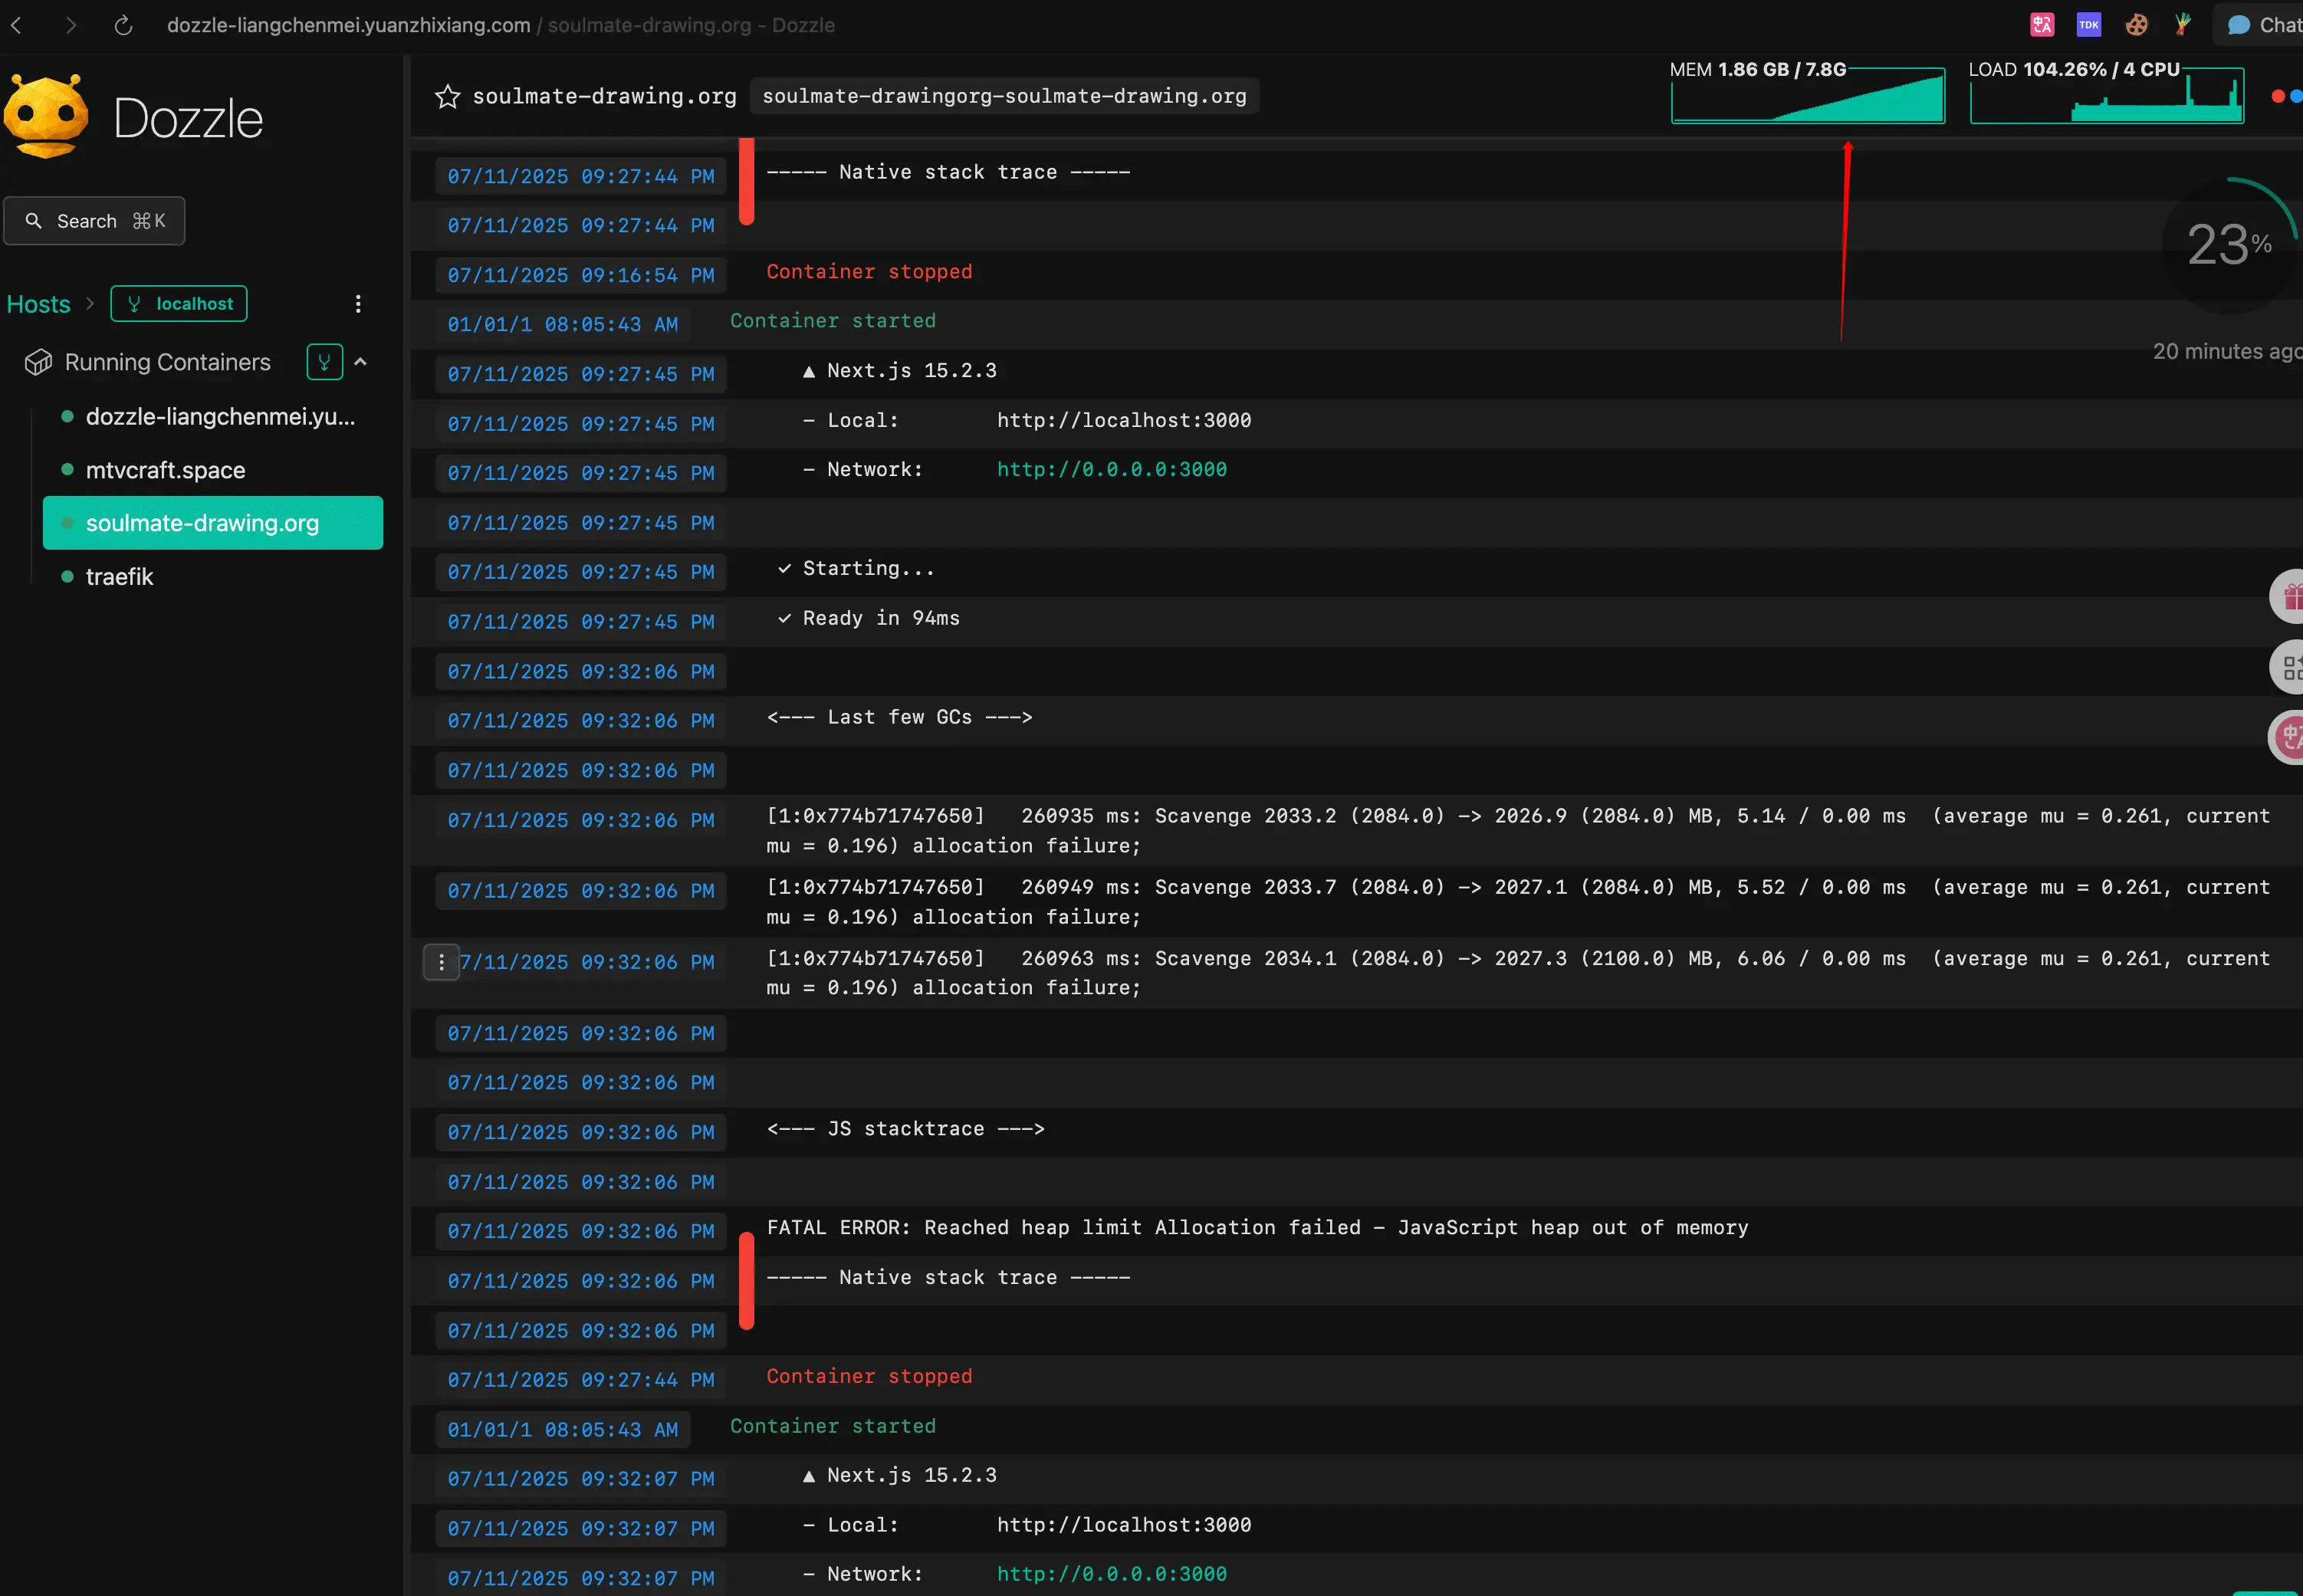 dozzle-liangchenmei.yuanzhixiang.com / soulmate-drawing.org - Dozzle
TDK
Chat
Dozzle
Search ⌘K
Hosts > localhost
Running Containers
dozzle-liangchenmei.yu...
mtvcraft.space
soulmate-drawing.org
traefik
soulmate-drawing.org soulmate-drawingorg-soulmate-drawing.org
MEM 1.86 GB / 7.8G
LOAD 104.26% / 4 CPU
23%
20 minutes ago
07/11/2025 09:27:44 PM ----- Native stack trace -----
07/11/2025 09:27:44 PM
07/11/2025 09:16:54 PM Container stopped
01/01/1 08:05:43 AM Container started
07/11/2025 09:27:45 PM ▲ Next.js 15.2.3
07/11/2025 09:27:45 PM - Local: http://localhost:3000
07/11/2025 09:27:45 PM - Network: http://0.0.0.0:3000
07/11/2025 09:27:45 PM
07/11/2025 09:27:45 PM ✓ Starting...
07/11/2025 09:27:45 PM ✓ Ready in 94ms
07/11/2025 09:32:06 PM
07/11/2025 09:32:06 PM <--- Last few GCs --->
07/11/2025 09:32:06 PM
07/11/2025 09:32:06 PM [1:0x774b71747650] 260935 ms: Scavenge 2033.2 (2084.0) -> 2026.9 (2084.0) MB, 5.14 / 0.00 ms (average mu = 0.261, current
mu = 0.196) allocation failure;
07/11/2025 09:32:06 PM [1:0x774b71747650] 260949 ms: Scavenge 2033.7 (2084.0) -> 2027.1 (2084.0) MB, 5.52 / 0.00 ms (average mu = 0.261, current
mu = 0.196) allocation failure;
7/11/2025 09:32:06 PM [1:0x774b71747650] 260963 ms: Scavenge 2034.1 (2084.0) -> 2027.3 (2100.0) MB, 6.06 / 0.00 ms (average mu = 0.261, current
mu = 0.196) allocation failure;
07/11/2025 09:32:06 PM
07/11/2025 09:32:06 PM
07/11/2025 09:32:06 PM <--- JS stacktrace --->
07/11/2025 09:32:06 PM
07/11/2025 09:32:06 PM FATAL ERROR: Reached heap limit Allocation failed - JavaScript heap out of memory
07/11/2025 09:32:06 PM ----- Native stack trace -----
07/11/2025 09:32:06 PM
07/11/2025 09:27:44 PM Container stopped
01/01/1 08:05:43 AM Container started
07/11/2025 09:32:07 PM ▲ Next.js 15.2.3
07/11/2025 09:32:07 PM - Local: http://localhost:3000
07/11/2025 09:32:07 PM - Network: http://0.0.0.0:3000